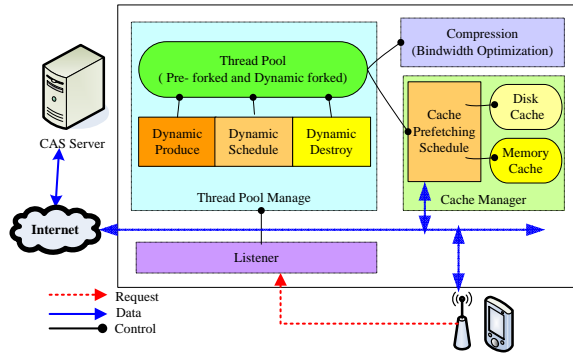 Thread Pool
( Pre- forked and Dynamic forked)
Compression
(Bindwidth Optimization)
Dynamic
Produce
Dynamic
Schedule
Dynamic
Destroy
Cache
Prefetching
Schedule
Disk
Cache
Memory
Cache
CAS Server
Thread Pool Manage
Cache Manager
Internet
Listener
Request
Data
Control